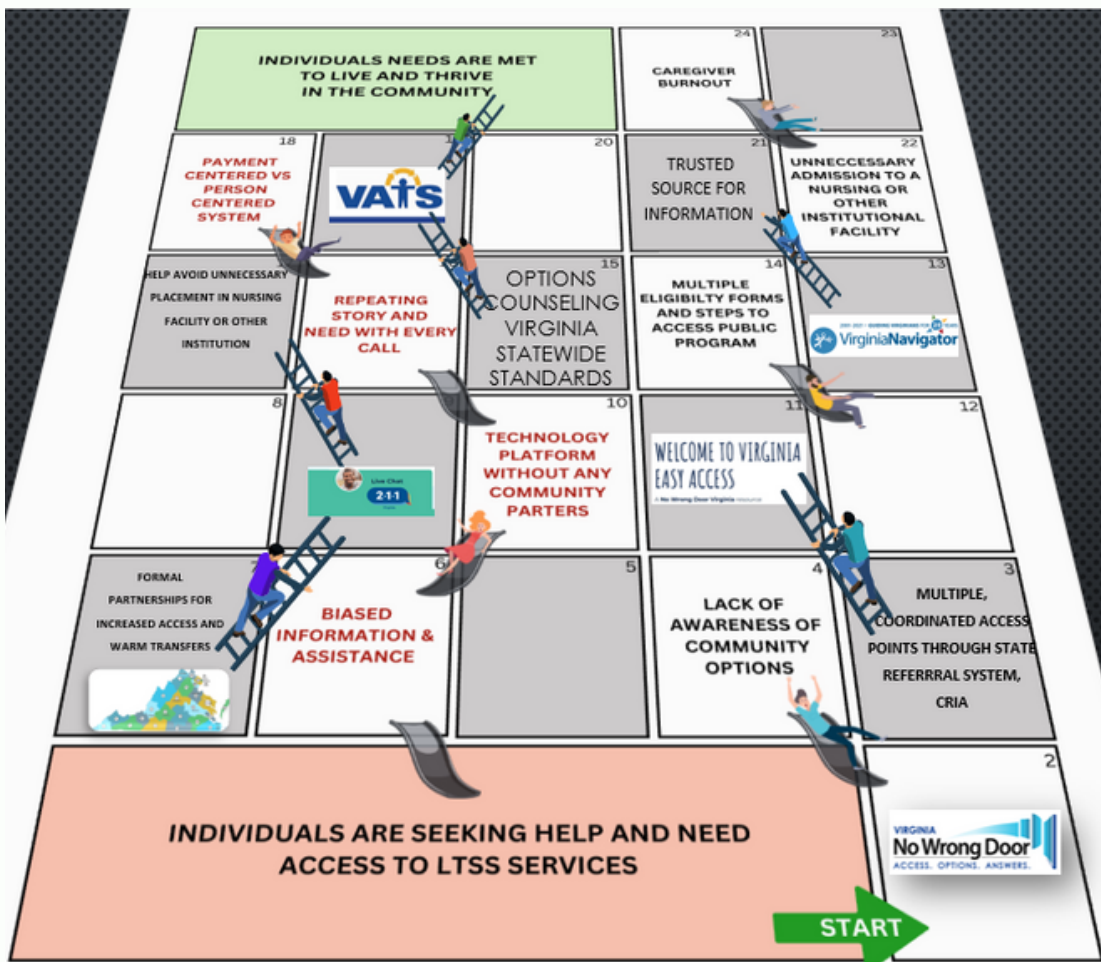 INDIVIDUALS NEEDS ARE MET
TO LIVE AND THRIVE
IN THE COMMUNITY
24
CAREGIVER
BURNOUT
23
18
PAYMENT
CENTERED VS
PERSON
CENTERED
SYSTEM
VATS
20
21
TRUSTED
SOURCE FOR
INFORMATION
22
UNNECCESSARY
ADMISSION TO A
NURSING OR
OTHER
INSTITUTIONAL
FACILITY
HELP AVOID UNNECESSARY
PLACEMENT IN NURSING
FACILITY OR OTHER
INSTITUTION
REPEATING
STORY AND
NEED WITH EVERY
CALL
15
OPTIONS
COUNSELING
VIRGINIA
STATEWIDE
STANDARDS
14
MULTIPLE
ELIGIBILTY FORMS
AND STEPS TO
ACCESS PUBLIC
PROGRAM
13
VirginiaNavigator
8
Live Chat
2-1-1
10
TECHNOLOGY
PLATFORM
WITHOUT ANY
COMMUNITY
PARTERS
11
WELCOME TO VIRGINIA
EASY ACCESS
A No Wrong Door Virginia resource
12
7
FORMAL
PARTNERSHIPS FOR
INCREASED ACCESS AND
WARM TRANSFERS
6
BIASED
INFORMATION &
ASSISTANCE
5
4
LACK OF
AWARENESS OF
COMMUNITY
OPTIONS
3
MULTIPLE,
COORDINATED ACCESS
POINTS THROUGH STATE
REFERRRAL SYSTEM,
CRIA
INDIVIDUALS ARE SEEKING HELP AND NEED
ACCESS TO LTSS SERVICES
START
2
VIRGINIA
No Wrong Door
ACCESS. OPTIONS. ANSWERS.